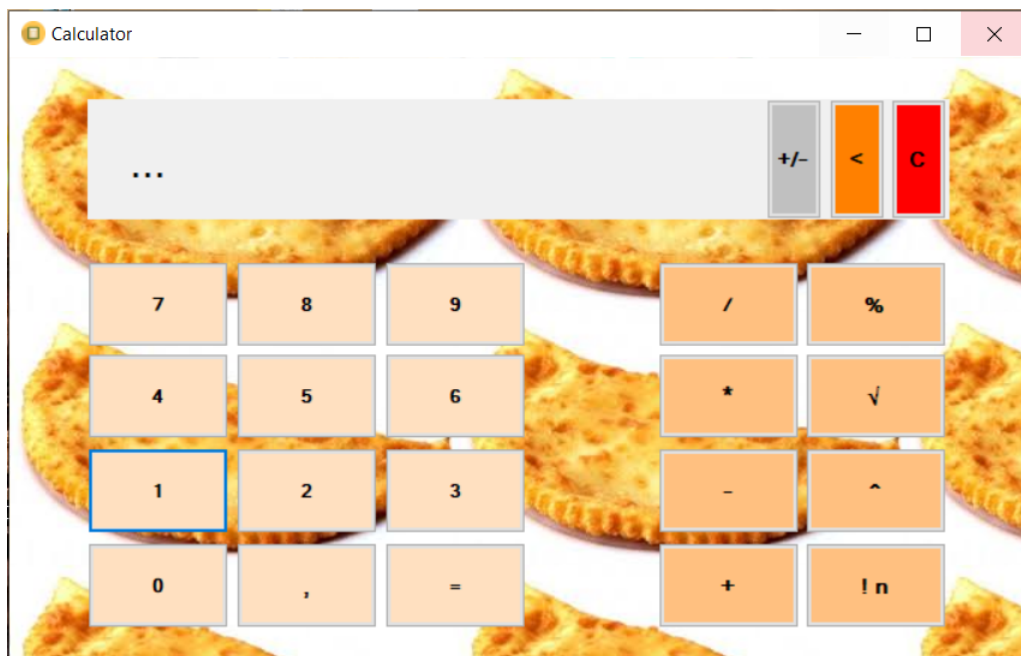 Calculator
... +/- < C
7 8 9 / %
4 5 6 * √
1 2 3 - ^
0 , = + ! n